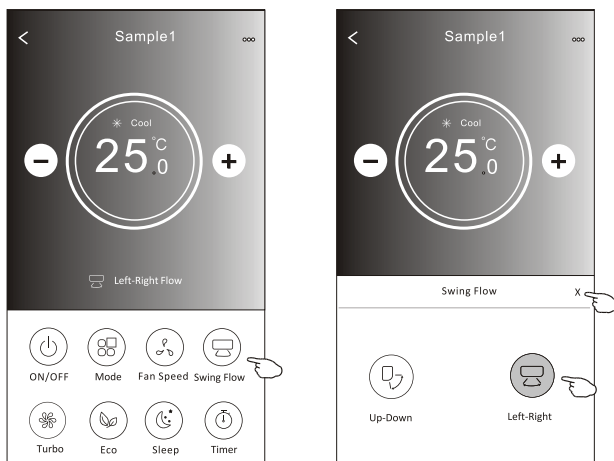 Sample1
Cool
25.0°C
Left-Right Flow
ON/OFF Mode Fan Speed Swing Flow
Turbo Eco Sleep Timer
Sample1
Cool
25.0°C
Swing Flow X
Up-Down Left-Right